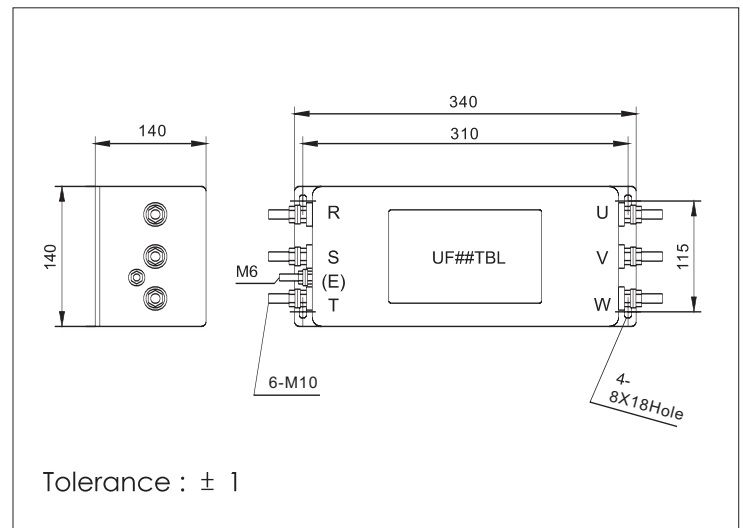 340
140
310
140
R
U
S
UF##TBL
V
115
M6
(E)
T
W
6-M10
4-
8X18Hole
Tolerance : ± 1